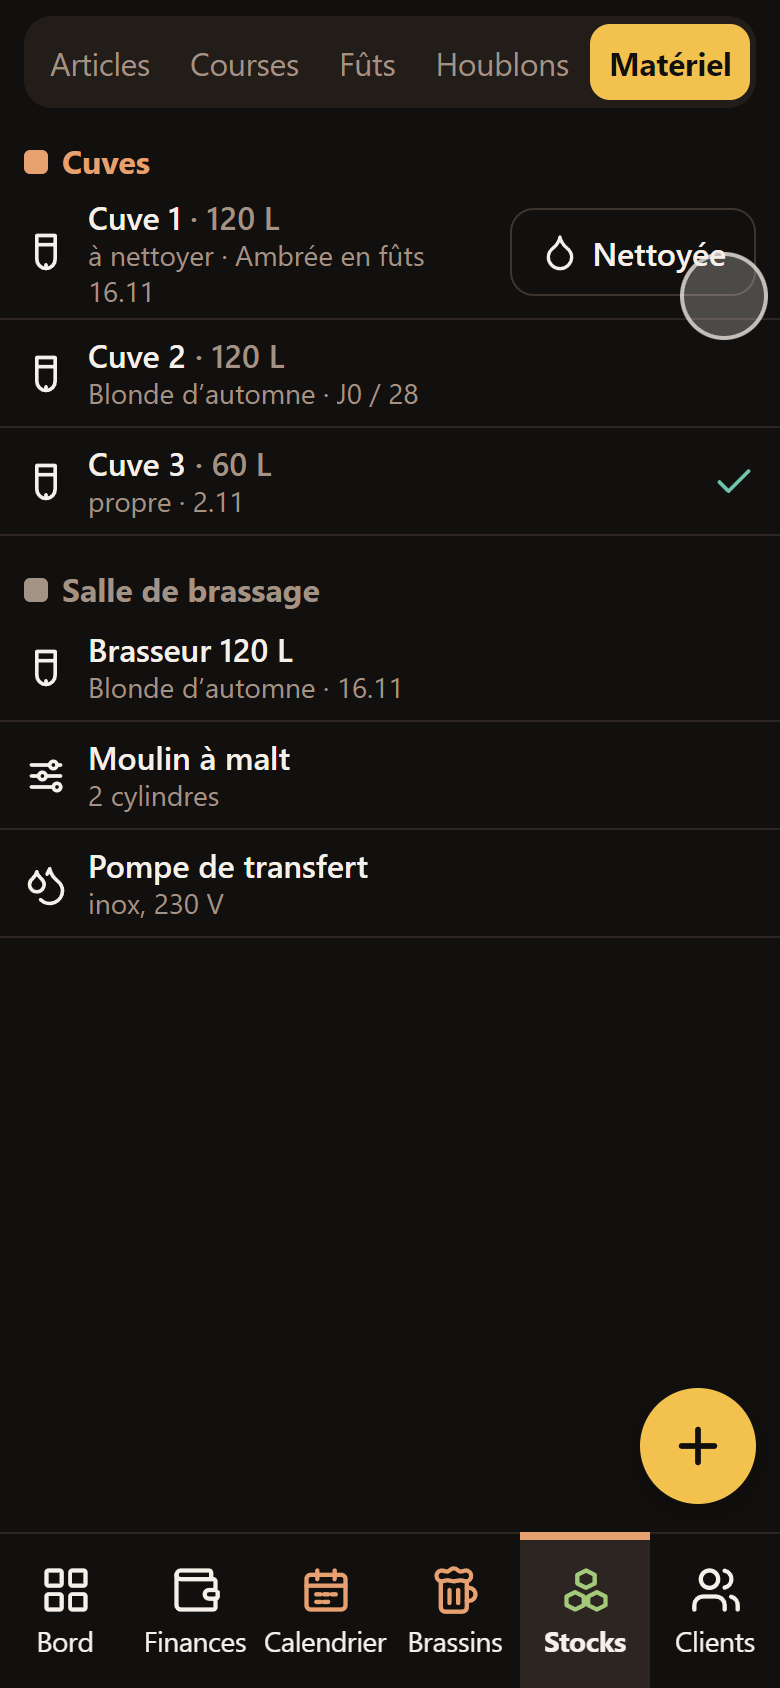 Articles Courses Fûts Houblons Matériel
Cuves
Cuve 1 · 120 L
à nettoyer · Ambrée en fûts
16.11
Nettoyée
Cuve 2 · 120 L
Blonde d’automne · J0 / 28
Cuve 3 · 60 L
propre · 2.11
Salle de brassage
Brasseur 120 L
Blonde d’automne · 16.11
Moulin à malt
2 cylindres
Pompe de transfert
inox, 230 V
Bord Finances Calendrier Brassins Stocks Clients